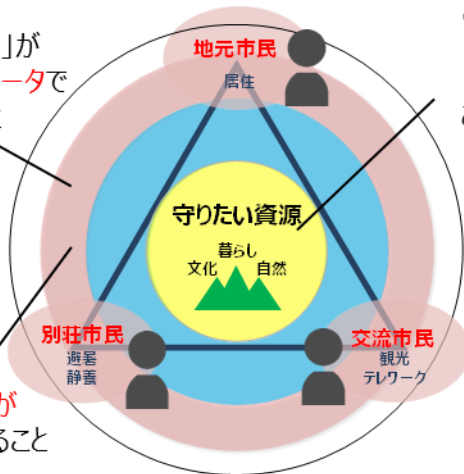 」が
ータで
地元市民
居住
守りたい資源
暮らし
文化 自然
別荘市民
避暑
静養
交流市民
観光
テレワーク
が
ること